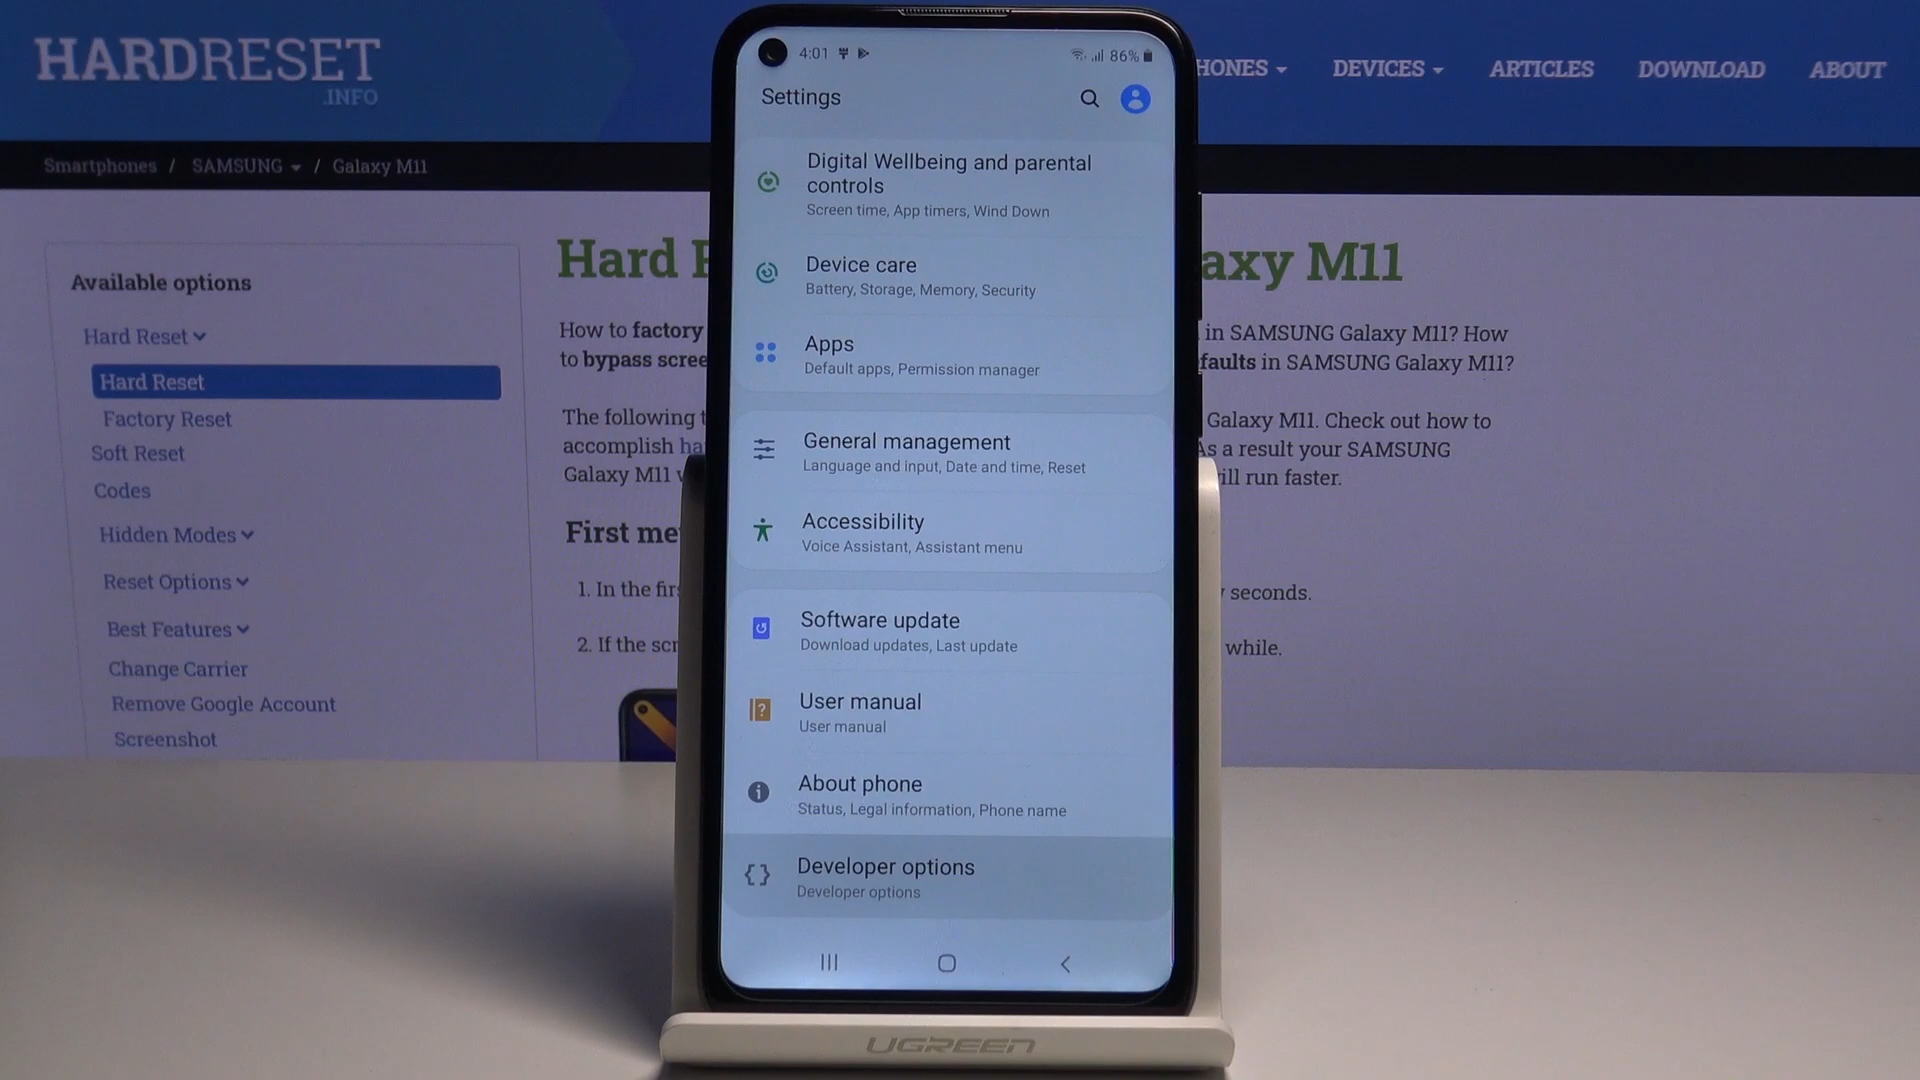 HARDRESET
.INFO
HONES
DEVICES
ARTICLES
DOWNLOAD
ABOUT
Smartphones / SAMSUNG / Galaxy M11
Available options
Hard Reset
Hard Reset
Factory Reset
Soft Reset
Codes
Hidden Modes
Reset Options
Best Features
Change Carrier
Remove Google Account
Screenshot
Hard
axy M11
How to factory
in SAMSUNG Galaxy M11? How
to bypass scree
faults in SAMSUNG Galaxy M11?
The following
Galaxy M11. Check out how to
accomplish ha
As a result your SAMSUNG
Galaxy M11
ill run faster.
First me
1. In the firs
seconds.
2. If the scr
while.
4:01
86%
Settings
Digital Wellbeing and parental
controls
Screen time, App timers, Wind Down
Device care
Battery, Storage, Memory, Security
Apps
Default apps, Permission manager
General management
Language and input, Date and time, Reset
Accessibility
Voice Assistant, Assistant menu
Software update
Download updates, Last update
User manual
User manual
About phone
Status, Legal information, Phone name
Developer options
Developer options
UGREEN